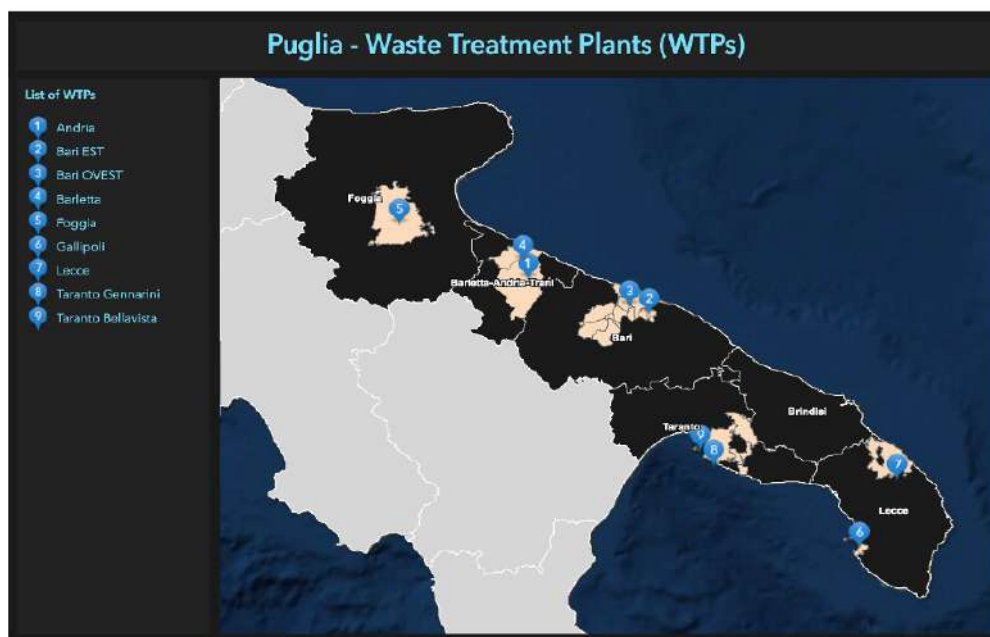 Puglia - Waste Treatment Plants (WTPs)
List of WTPs
1 Andria
2 Bari EST
3 Bari OVEST
4 Barletta
5 Foggia
6 Gallipoli
7 Lecce
8 Taranto Gennarini
9 Taranto Bellavista
Foggia
5
4
1
Barletta-Andria-Trani
3
2
Bari
Brindisi
Taranto
9
8
7
Lecce
6